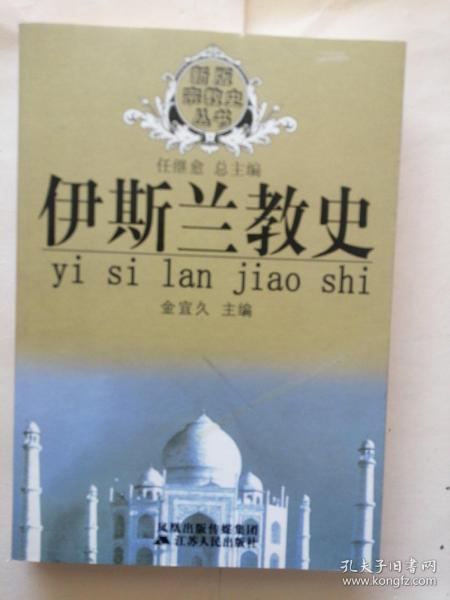 新版
宗教史
丛书
任继愈 总主编
伊斯兰教史
yi si lan jiao shi
金宜久 主编
凤凰出版传媒集团
江苏人民出版社
孔夫子旧书网
www.kongfz.com